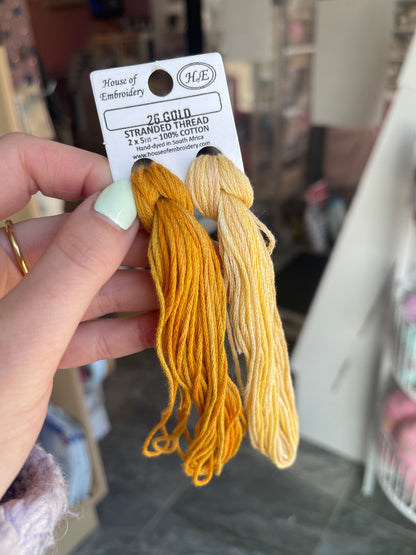 House of
Embroidery
H/E
26 GOLD
STRANDED THREAD
2 x 5m – 100% COTTON
Hand-dyed in South Africa
www.houseofembroidery.com